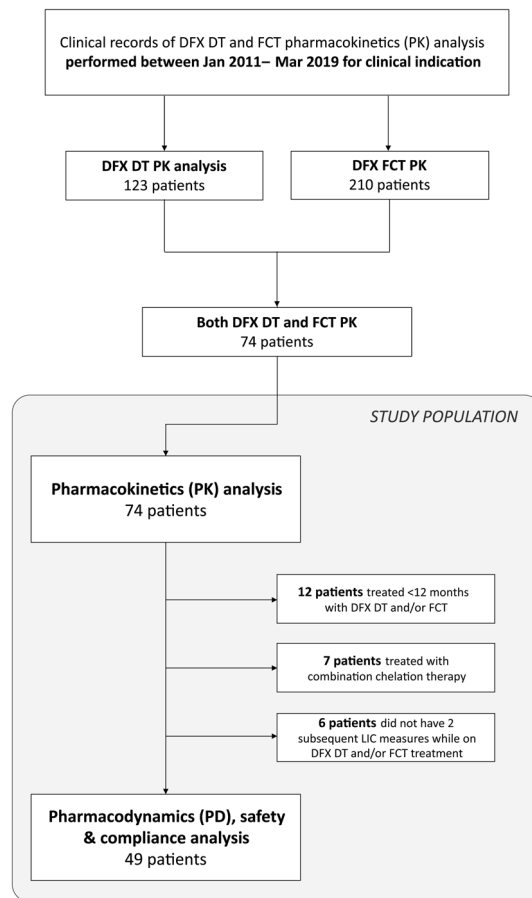 Clinical records of DFX DT and FCT pharmacokinetics (PK) analysis
performed between Jan 2011– Mar 2019 for clinical indication
DFX DT PK analysis
123 patients
DFX FCT PK
210 patients
Both DFX DT and FCT PK
74 patients
STUDY POPULATION
Pharmacokinetics (PK) analysis
74 patients
12 patients treated <12 months
with DFX DT and/or FCT
7 patients treated with
combination chelation therapy
6 patients did not have 2
subsequent LIC measures while on
DFX DT and/or FCT treatment
Pharmacodynamics (PD), safety
& compliance analysis
49 patients